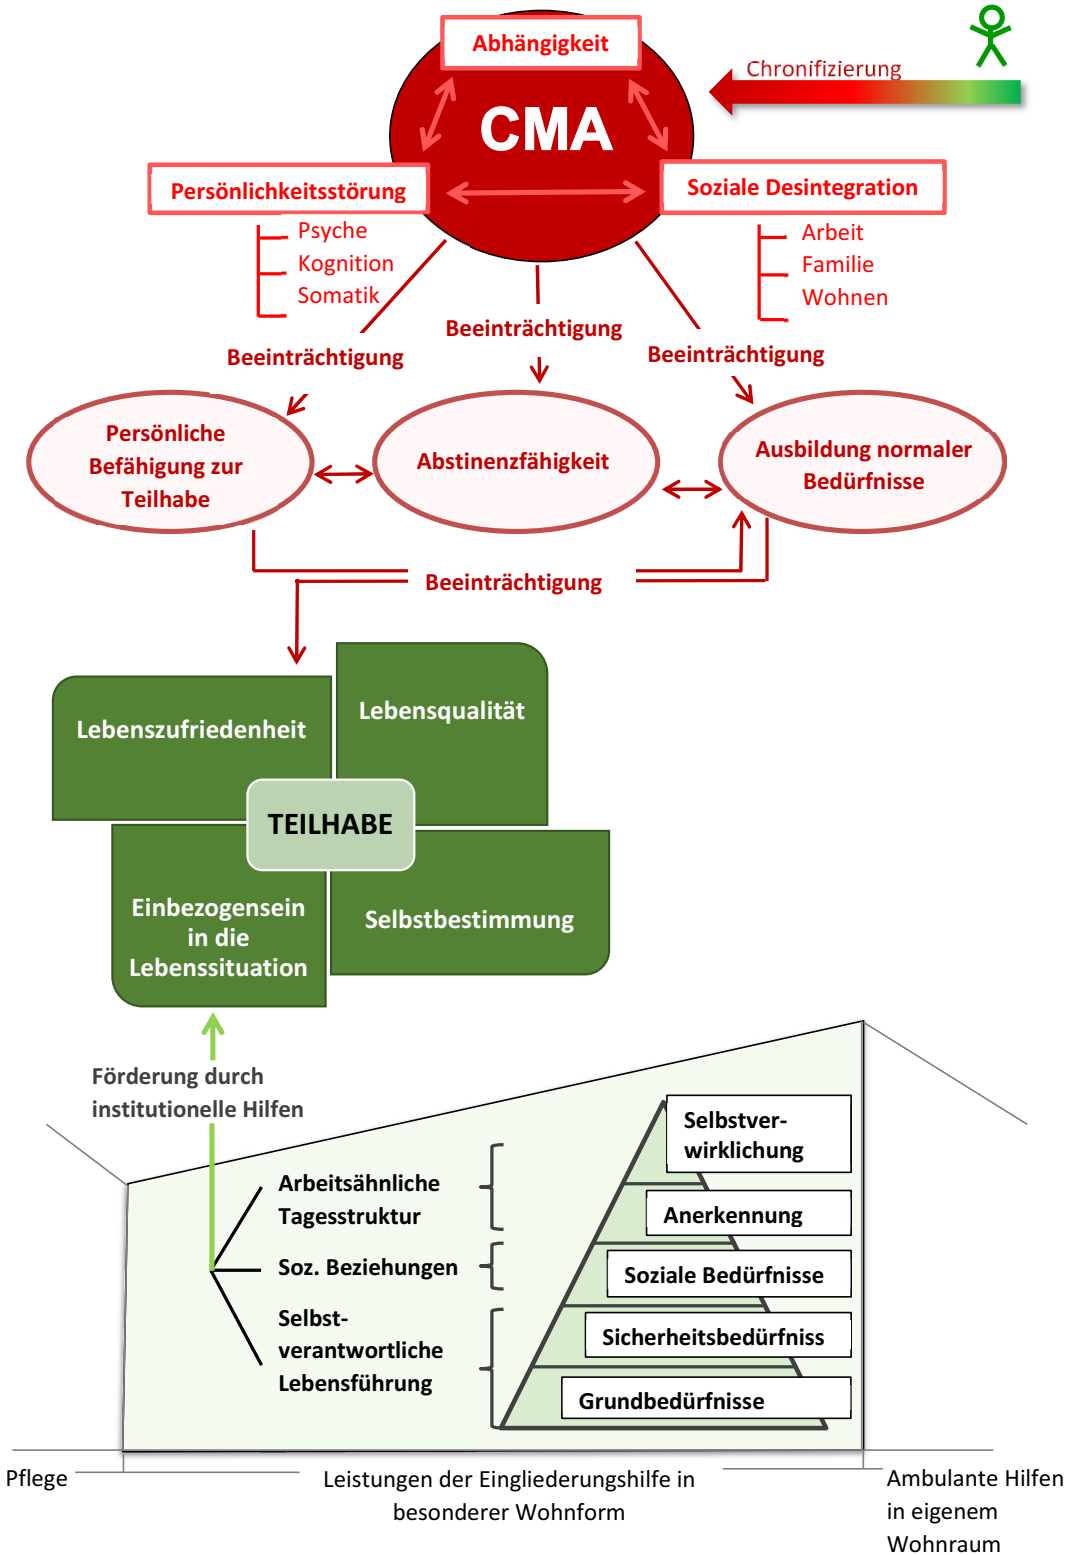 Abhängigkeit
Chronifizierung
CMA
Persönlichkeitsstörung
Soziale Desintegration
Psyche
Kognition
Somatik
Arbeit
Familie
Wohnen
Beeinträchtigung
Beeinträchtigung
Beeinträchtigung
Persönliche
Befähigung zur
Teilhabe
Abstinenzfähigkeit
Ausbildung normaler
Bedürfnisse
Beeinträchtigung
Lebenszufriedenheit
Lebensqualität
TEILHABE
Einbezogensein
in die
Lebenssituation
Selbstbestimmung
Förderung durch
institutionelle Hilfen
Arbeitsähnliche
Tagesstruktur
Soz. Beziehungen
Selbst-
verantwortliche
Lebensführung
Selbstver-
wirklichung
Anerkennung
Soziale Bedürfnisse
Sicherheitsbedürfniss
Grundbedürfnisse
Pflege
Leistungen der Eingliederungshilfe in
besonderer Wohnform
Ambulante Hilfen
in eigenem
Wohnraum